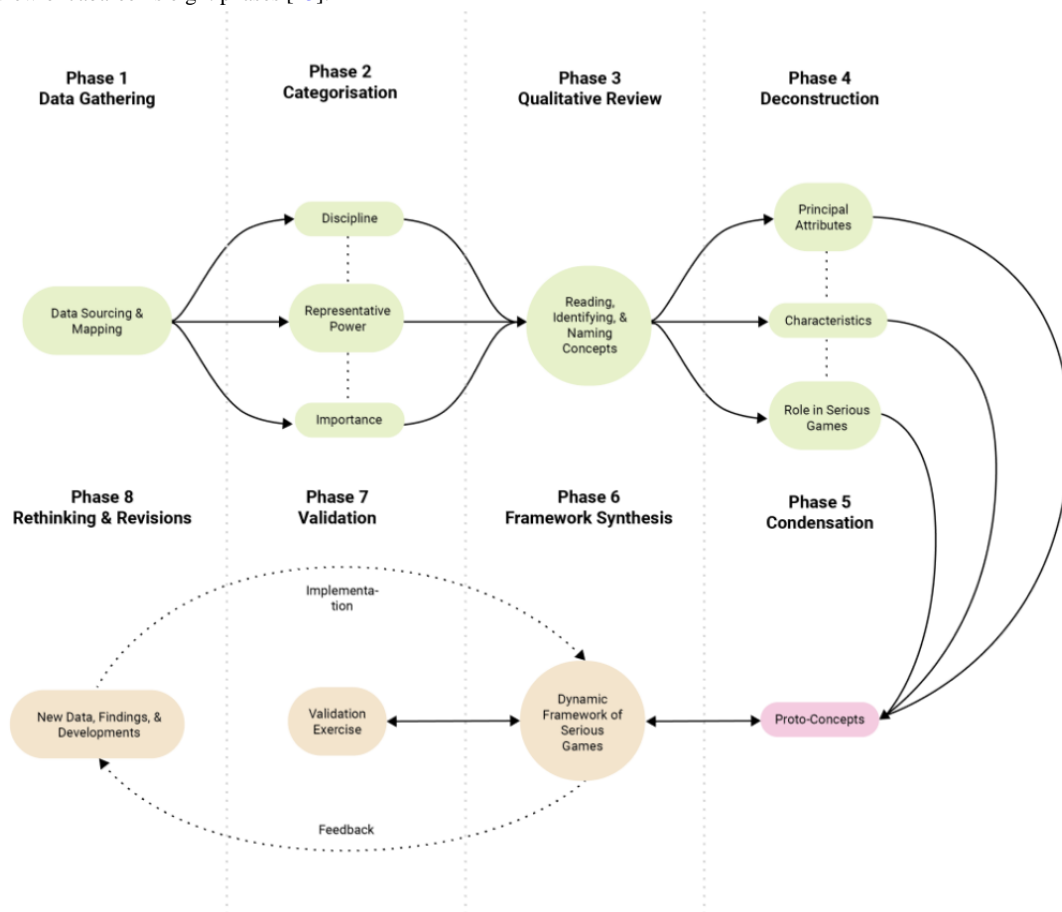 Phase 1
Data Gathering
Phase 2
Categorisation
Phase 3
Qualitative Review
Phase 4
Deconstruction
Data Sourcing &
Mapping
Discipline
Representative
Power
Importance
Reading,
Identifying, &
Naming
Concepts
Principal
Attributes
Characteristics
Role in Serious
Games
Phase 8
Rethinking & Revisions
Phase 7
Validation
Phase 6
Framework Synthesis
Phase 5
Condensation
Implementa-
tion
New Data, Findings, &
Developments
Validation
Exercise
Dynamic
Framework of
Serious
Games
Proto-Concepts
Feedback